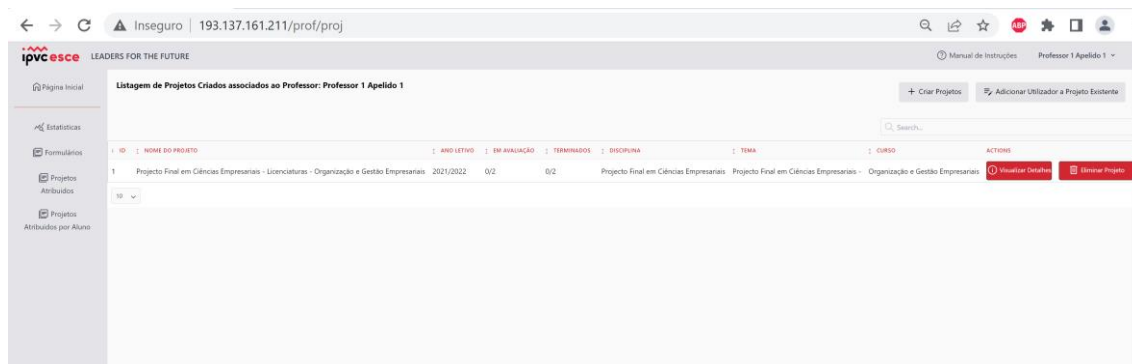 Inseguro | 193.137.161.211/prof/proj
ABP
ipvc esce LEADERS FOR THE FUTURE
Manual de Instruções Professor 1 Apelido 1
Página Inicial
Listagem de Projetos Criados associados ao Professor: Professor 1 Apelido 1
+ Criar Projetos
Adicionar Utilizador a Projeto Existente
Search...
Estatísticas
Formulários
Projetos
Atribuidos
Projetos
Atribuidos por Aluno
ID NOME DO PROJETO ANO LETIVO EM AVALIAÇÃO TERMINADOS DISCIPLINA TEMA CURSO ACTIONS
1 Projecto Final em Ciências Empresariais - Licenciaturas - Organização e Gestão Empresariais 2021/2022 0/2 0/2 Projecto Final em Ciências Empresariais Projecto Final em Ciências Empresariais - Organização e Gestão Empresariais Visualizar Detalhes Eliminar Projeto
10